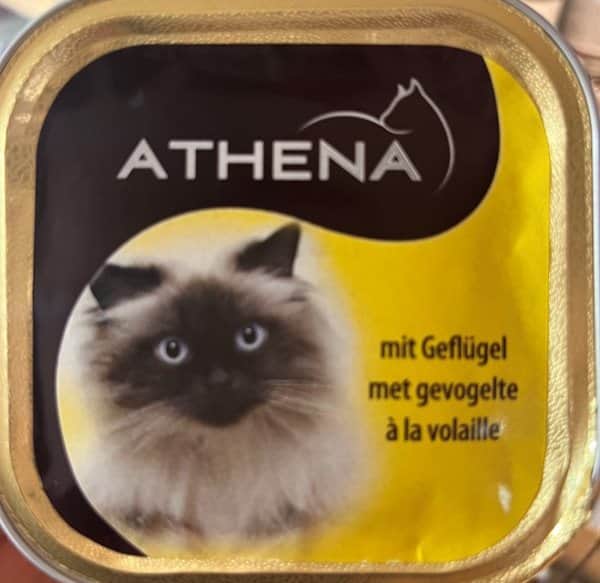 ATHENA
mit Geflügel
met gevogelte
à la volaille